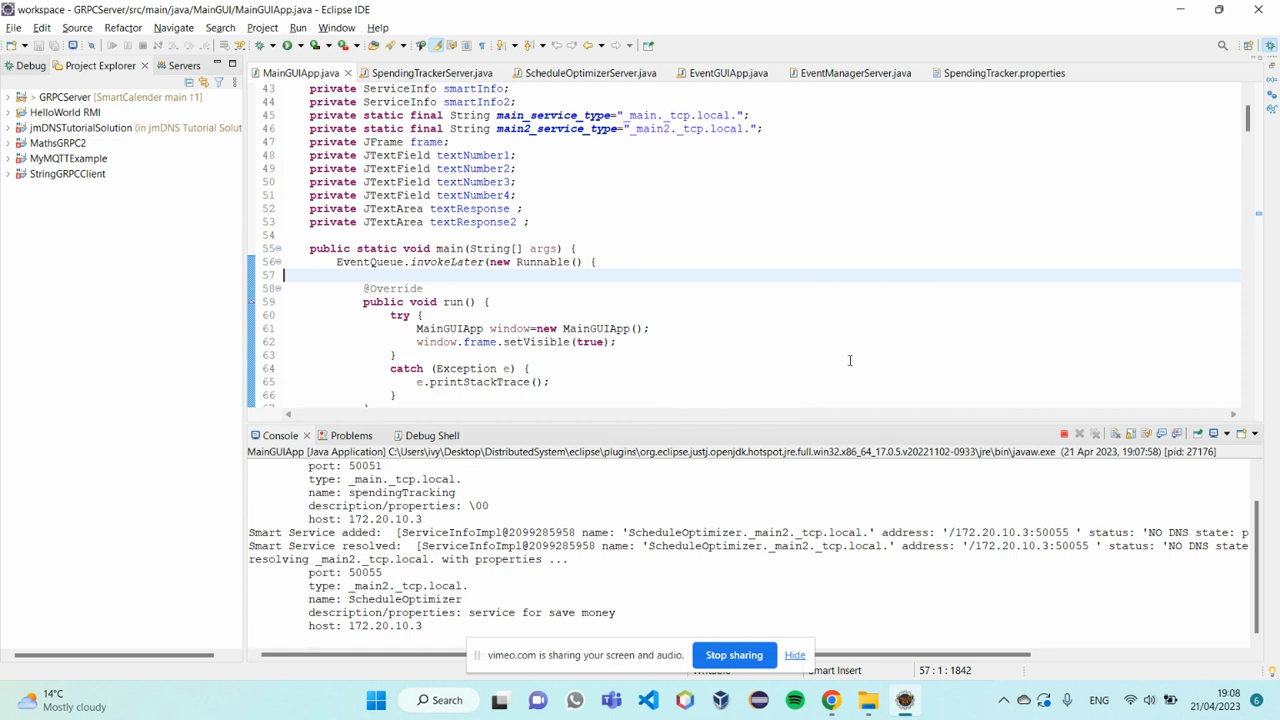 workspace - GRPCServer/src/main/java/MainGUI/MainGUIApp.java - Eclipse IDE
File Edit Source Refactor Navigate Search Project Run Window Help
Debug Project Explorer Servers
MainGUIApp.java SpendingTrackerServer.java ScheduleOptimizerServer.java EventGUIApp.java EventManagerServer.java SpendingTracker.properties
GRPCServer [SmartCalender main ↑1]
HelloWorld RMI
jmDNSTutorialSolution (in jmDNS Tutorial Solut
MathsGRPC2
MyMQTTExample
StringGRPCClient
43 private ServiceInfo smartInfo;
44 private ServiceInfo smartInfo2;
45 private static final String main_service_type="_main._tcp.local.";
46 private static final String main2_service_type="_main2._tcp.local.";
47 private JFrame frame;
48 private JTextField textNumber1;
49 private JTextField textNumber2;
50 private JTextField textNumber3;
51 private JTextField textNumber4;
52 private JTextArea textResponse ;
53 private JTextArea textResponse2 ;
54
55 public static void main(String[] args) {
56 EventQueue.invokeLater(new Runnable() {
57
58 @Override
59 public void run() {
60 try {
61 MainGUIApp window=new MainGUIApp();
62 window.frame.setVisible(true);
63 }
64 catch (Exception e) {
65 e.printStackTrace();
66 }
Console Problems Debug Shell
MainGUIApp [Java Application] C:\Users\ivy\Desktop\DistributedSystem\eclipse\plugins\org.eclipse.justj.openjdk.hotspot.jre.full.win32.x86_64_17.0.5.v20221102-0933\jre\bin\javaw.exe (21 Apr 2023, 19:07:58) [pid: 27176]
port: 50051
type: _main._tcp.local.
name: spendingTracking
description/properties: \00
host: 172.20.10.3
Smart Service added: [ServiceInfoImpl@2099285958 name: 'ScheduleOptimizer._main2._tcp.local.' address: '/172.20.10.3:50055 ' status: 'NO DNS state: p
Smart Service resolved: [ServiceInfoImpl@2099285958 name: 'ScheduleOptimizer._main2._tcp.local.' address: '/172.20.10.3:50055 ' status: 'NO DNS state
resolving _main2._tcp.local. with properties ...
port: 50055
type: _main2._tcp.local.
name: ScheduleOptimizer
description/properties: service for save money
host: 172.20.10.3
vimeo.com is sharing your screen and audio. Stop sharing Hide
Smart Insert 57 : 1 : 1842
14°C
Mostly cloudy
Search
ENG
19:08
21/04/2023
6